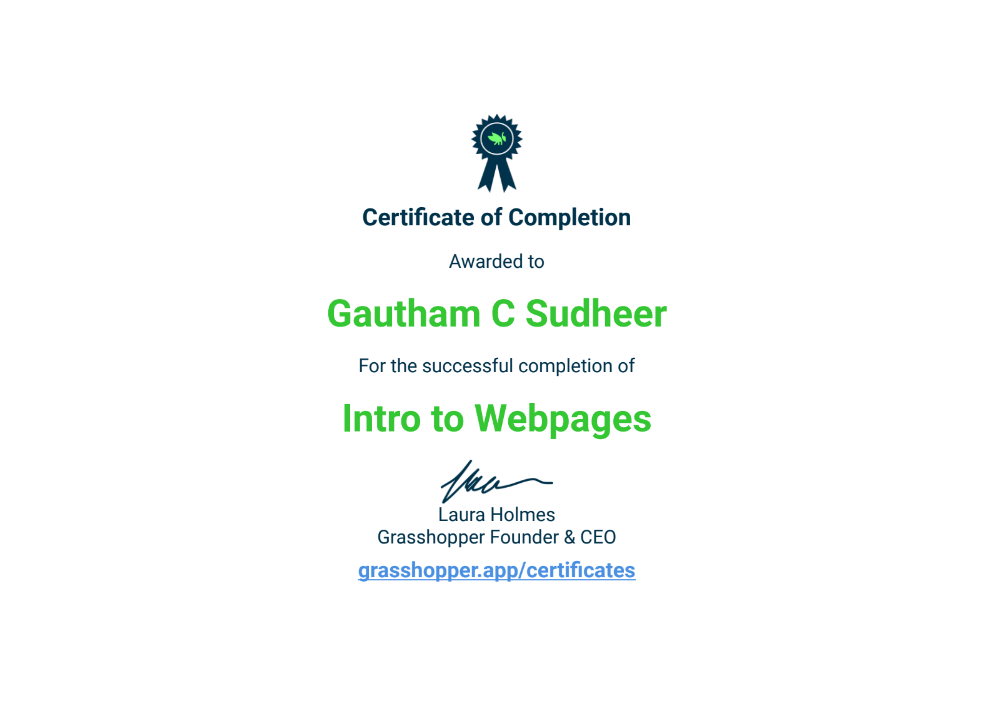 Certificate of Completion
Awarded to
Gautham C Sudheer
For the successful completion of
Intro to Webpages
Laura Holmes
Grasshopper Founder & CEO
grasshopper.app/certificates